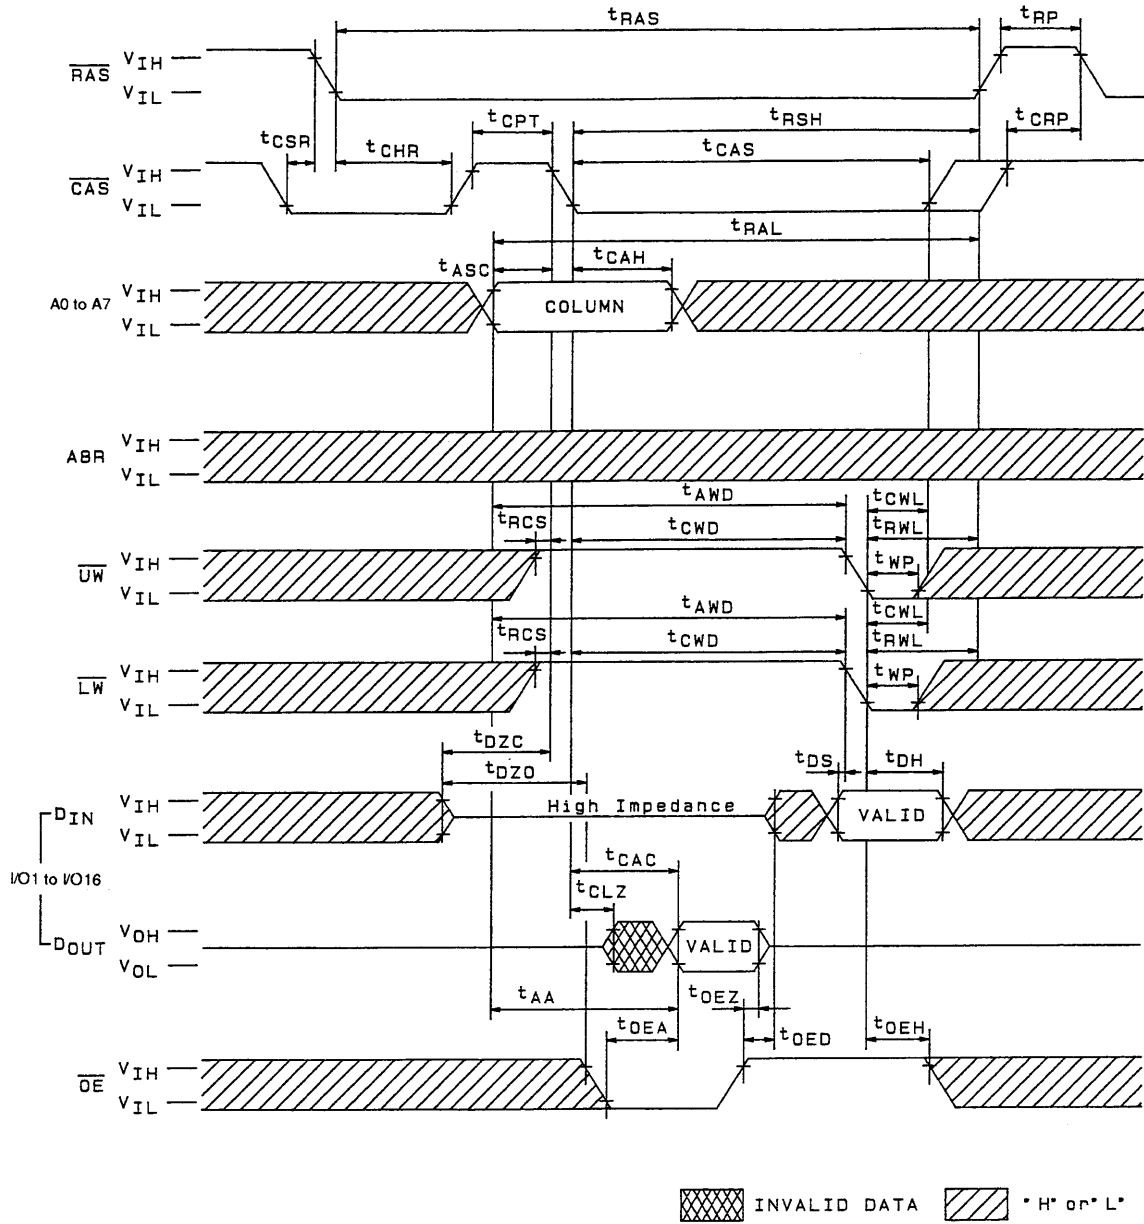 tRAS
tRP
RAS
VIH
VIL
tCPT
tRSH
tCRP
tCSR
tCHR
tCAS
CAS
VIH
VIL
tRAL
tASC
tCAH
A0 to A7
VIH
VIL
COLUMN
A8R
VIH
VIL
tAWD
tCWL
tRCS
tCWD
tRWL
UW
VIH
VIL
tWP
tAWD
tCWL
tRCS
tCWD
tRWL
LW
VIH
VIL
tWP
tDZC
tDZO
tDS
tDH
DIN
VIH
VIL
High Impedance
VALID
I/O1 to I/O16
tCAC
tCLZ
DOUT
VOH
VOL
VALID
tAA
tOEZ
tOEA
tOED
tOEH
OE
VIH
VIL
INVALID DATA
"H" or "L"